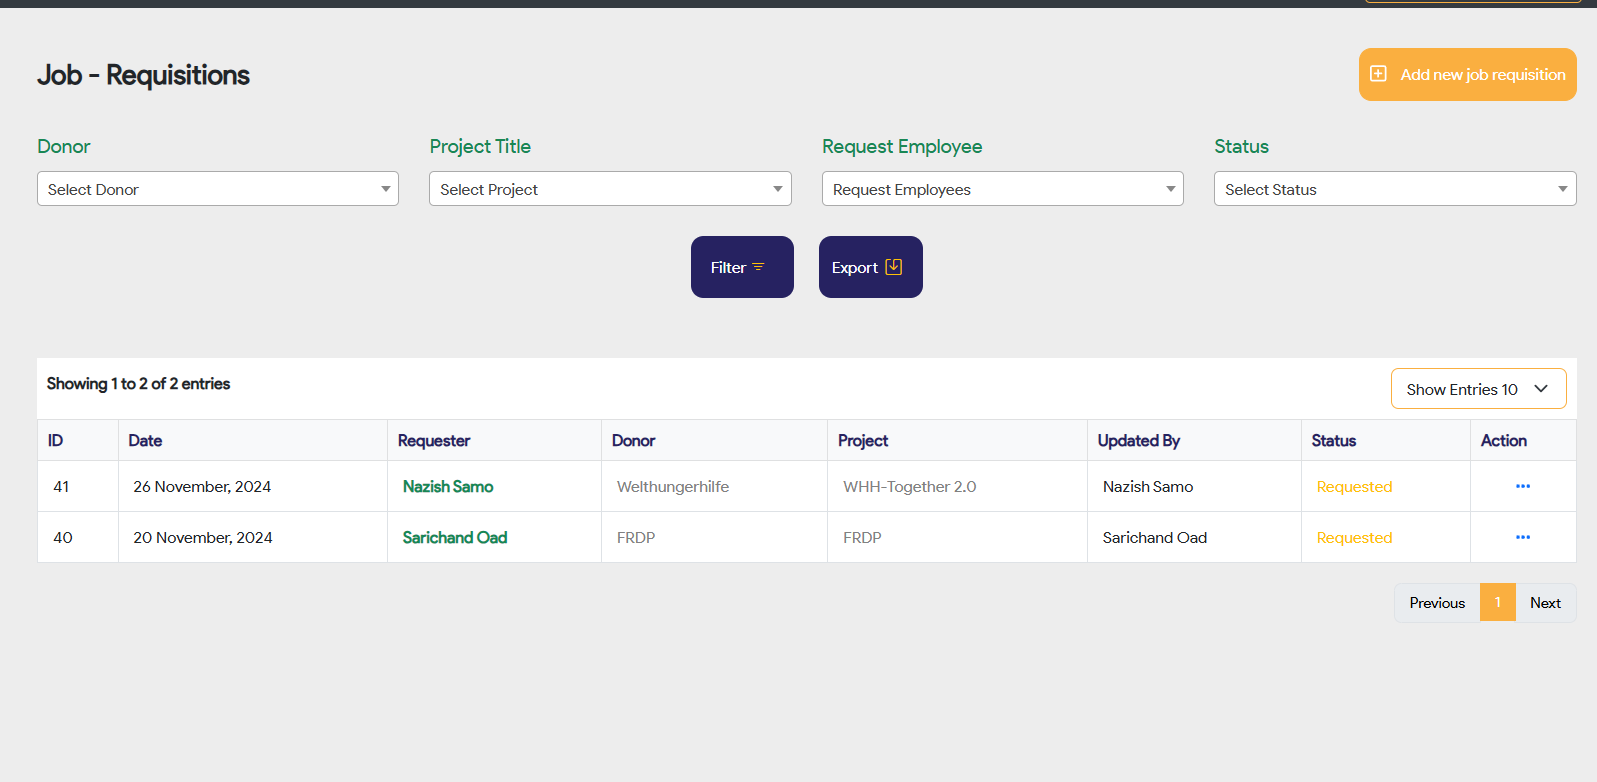 Job - Requisitions
Add new job requisition
Donor Project Title Request Employee Status
Select Donor Select Project Request Employees Select Status
Filter Export
Showing 1 to 2 of 2 entries
Show Entries 10
ID Date Requester Donor Project Updated By Status Action
41 26 November, 2024 Nazish Samo Welthungerhilfe WHH-Together 2.0 Nazish Samo Requested ...
40 20 November, 2024 Sarichand Oad FRDP FRDP Sarichand Oad Requested ...
Previous 1 Next